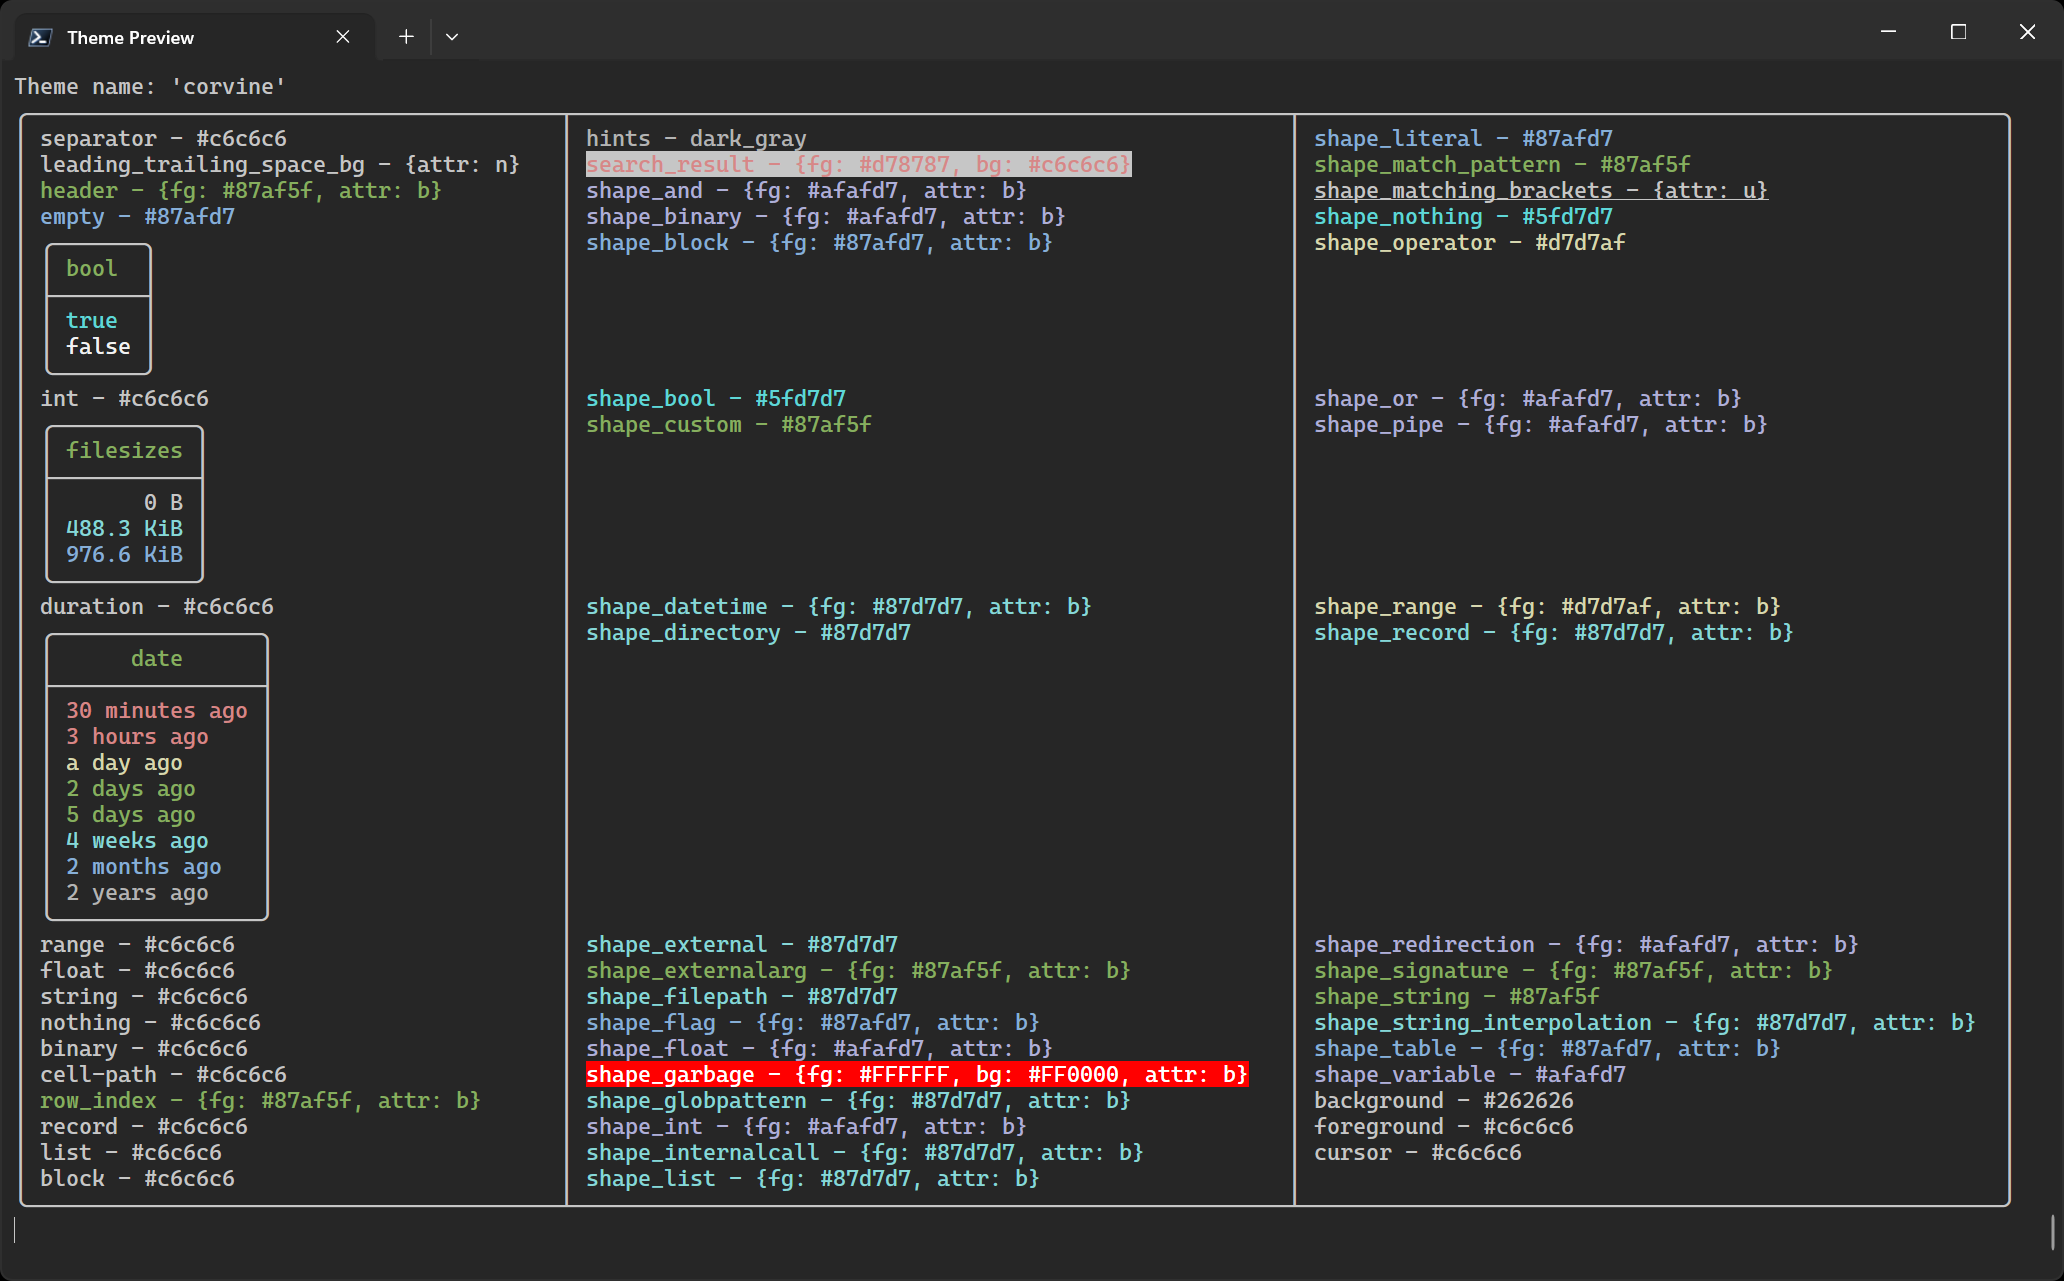 Theme Preview
Theme name: 'corvine'
separator - #c6c6c6
leading_trailing_space_bg - {attr: n}
header - {fg: #87af5f, attr: b}
empty - #87afd7
bool
true
false
int - #c6c6c6
filesizes
0 B
488.3 KiB
976.6 KiB
duration - #c6c6c6
date
30 minutes ago
3 hours ago
a day ago
2 days ago
5 days ago
4 weeks ago
2 months ago
2 years ago
range - #c6c6c6
float - #c6c6c6
string - #c6c6c6
nothing - #c6c6c6
binary - #c6c6c6
cell-path - #c6c6c6
row_index - {fg: #87af5f, attr: b}
record - #c6c6c6
list - #c6c6c6
block - #c6c6c6
hints - dark_gray
search_result - {fg: #d78787, bg: #c6c6c6}
shape_and - {fg: #afafd7, attr: b}
shape_binary - {fg: #afafd7, attr: b}
shape_block - {fg: #87afd7, attr: b}
shape_bool - #5fd7d7
shape_custom - #87af5f
shape_datetime - {fg: #87d7d7, attr: b}
shape_directory - #87d7d7
shape_external - #87d7d7
shape_externalarg - {fg: #87af5f, attr: b}
shape_filepath - #87d7d7
shape_flag - {fg: #87afd7, attr: b}
shape_float - {fg: #afafd7, attr: b}
shape_garbage - {fg: #FFFFFF, bg: #FF0000, attr: b}
shape_globpattern - {fg: #87d7d7, attr: b}
shape_int - {fg: #afafd7, attr: b}
shape_internalcall - {fg: #87d7d7, attr: b}
shape_list - {fg: #87d7d7, attr: b}
shape_literal - #87afd7
shape_match_pattern - #87af5f
shape_matching_brackets - {attr: u}
shape_nothing - #5fd7d7
shape_operator - #d7d7af
shape_or - {fg: #afafd7, attr: b}
shape_pipe - {fg: #afafd7, attr: b}
shape_range - {fg: #d7d7af, attr: b}
shape_record - {fg: #87d7d7, attr: b}
shape_redirection - {fg: #afafd7, attr: b}
shape_signature - {fg: #87af5f, attr: b}
shape_string - #87af5f
shape_string_interpolation - {fg: #87d7d7, attr: b}
shape_table - {fg: #87afd7, attr: b}
shape_variable - #afafd7
background - #262626
foreground - #c6c6c6
cursor - #c6c6c6